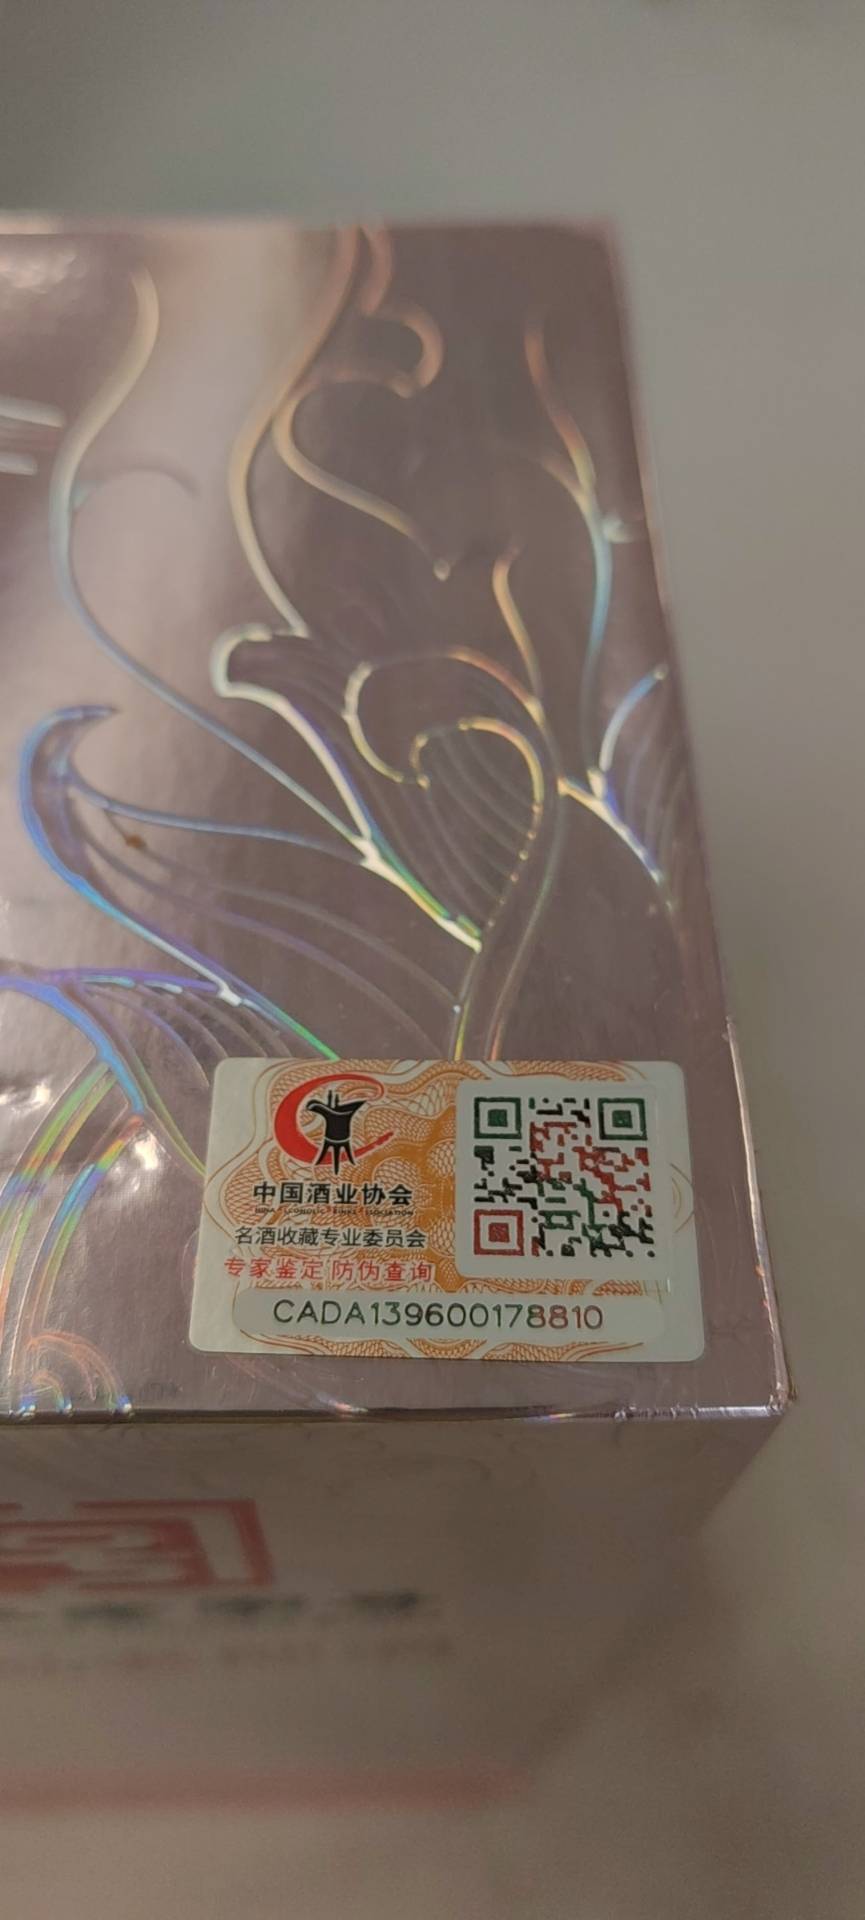 中国酒业协会
名酒收藏专业委员会
专家鉴定 防伪查询
CADA139600178810